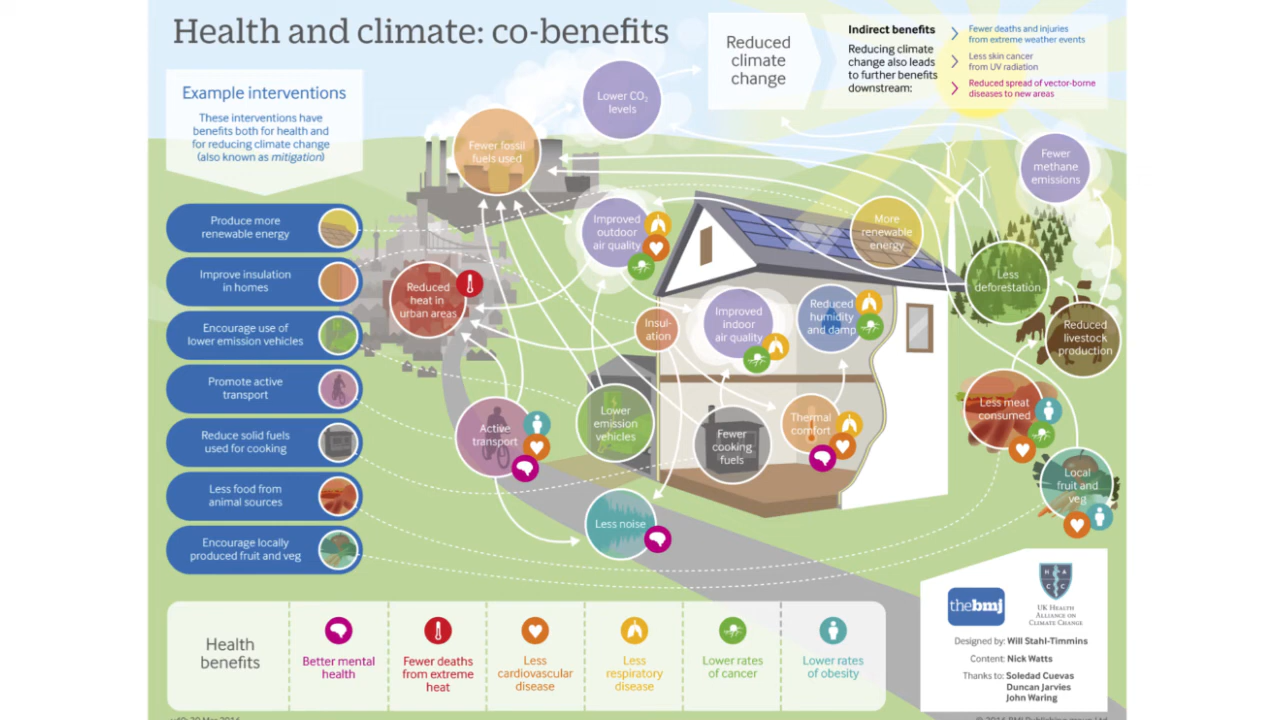 Health and climate: co-benefits
Example interventions
These interventions have
benefits both for health and
for reducing climate change
(also known as mitigation)
Produce more
renewable energy
Improve insulation
in homes
Encourage use of
lower emission vehicles
Promote active
transport
Reduce solid fuels
used for cooking
Less food from
animal sources
Encourage locally
produced fruit and veg
Reduced
climate
change
Indirect benefits
Reducing climate
change also leads
to further benefits
downstream:
Fewer deaths and injuries
from extreme weather events
Less skin cancer
from UV radiation
Reduced spread of vector-borne
diseases to new areas
Lower CO₂
levels
Fewer fossil
fuels used
Fewer
methane
emissions
Improved
outdoor
air quality
More
renewable
energy
Less
deforestation
Reduced
heat in
urban areas
Insul-
ation
Improved
indoor
air quality
Reduced
humidity
and damp
Reduced
livestock
production
Active
transport
Lower
emission
vehicles
Fewer
cooking
fuels
Thermal
comfort
Less meat
consumed
Local
fruit and
veg
Less noise
Health
benefits
Better mental
health
Fewer deaths
from extreme
heat
Less
cardiovascular
disease
Less
respiratory
disease
Lower rates
of cancer
Lower rates
of obesity
thebmj
H A
C C
UK Health
Alliance on
Climate Change
Designed by: Will Stahl-Timmins
Content: Nick Watts
Thanks to: Soledad Cuevas
Duncan Jarvies
John Waring